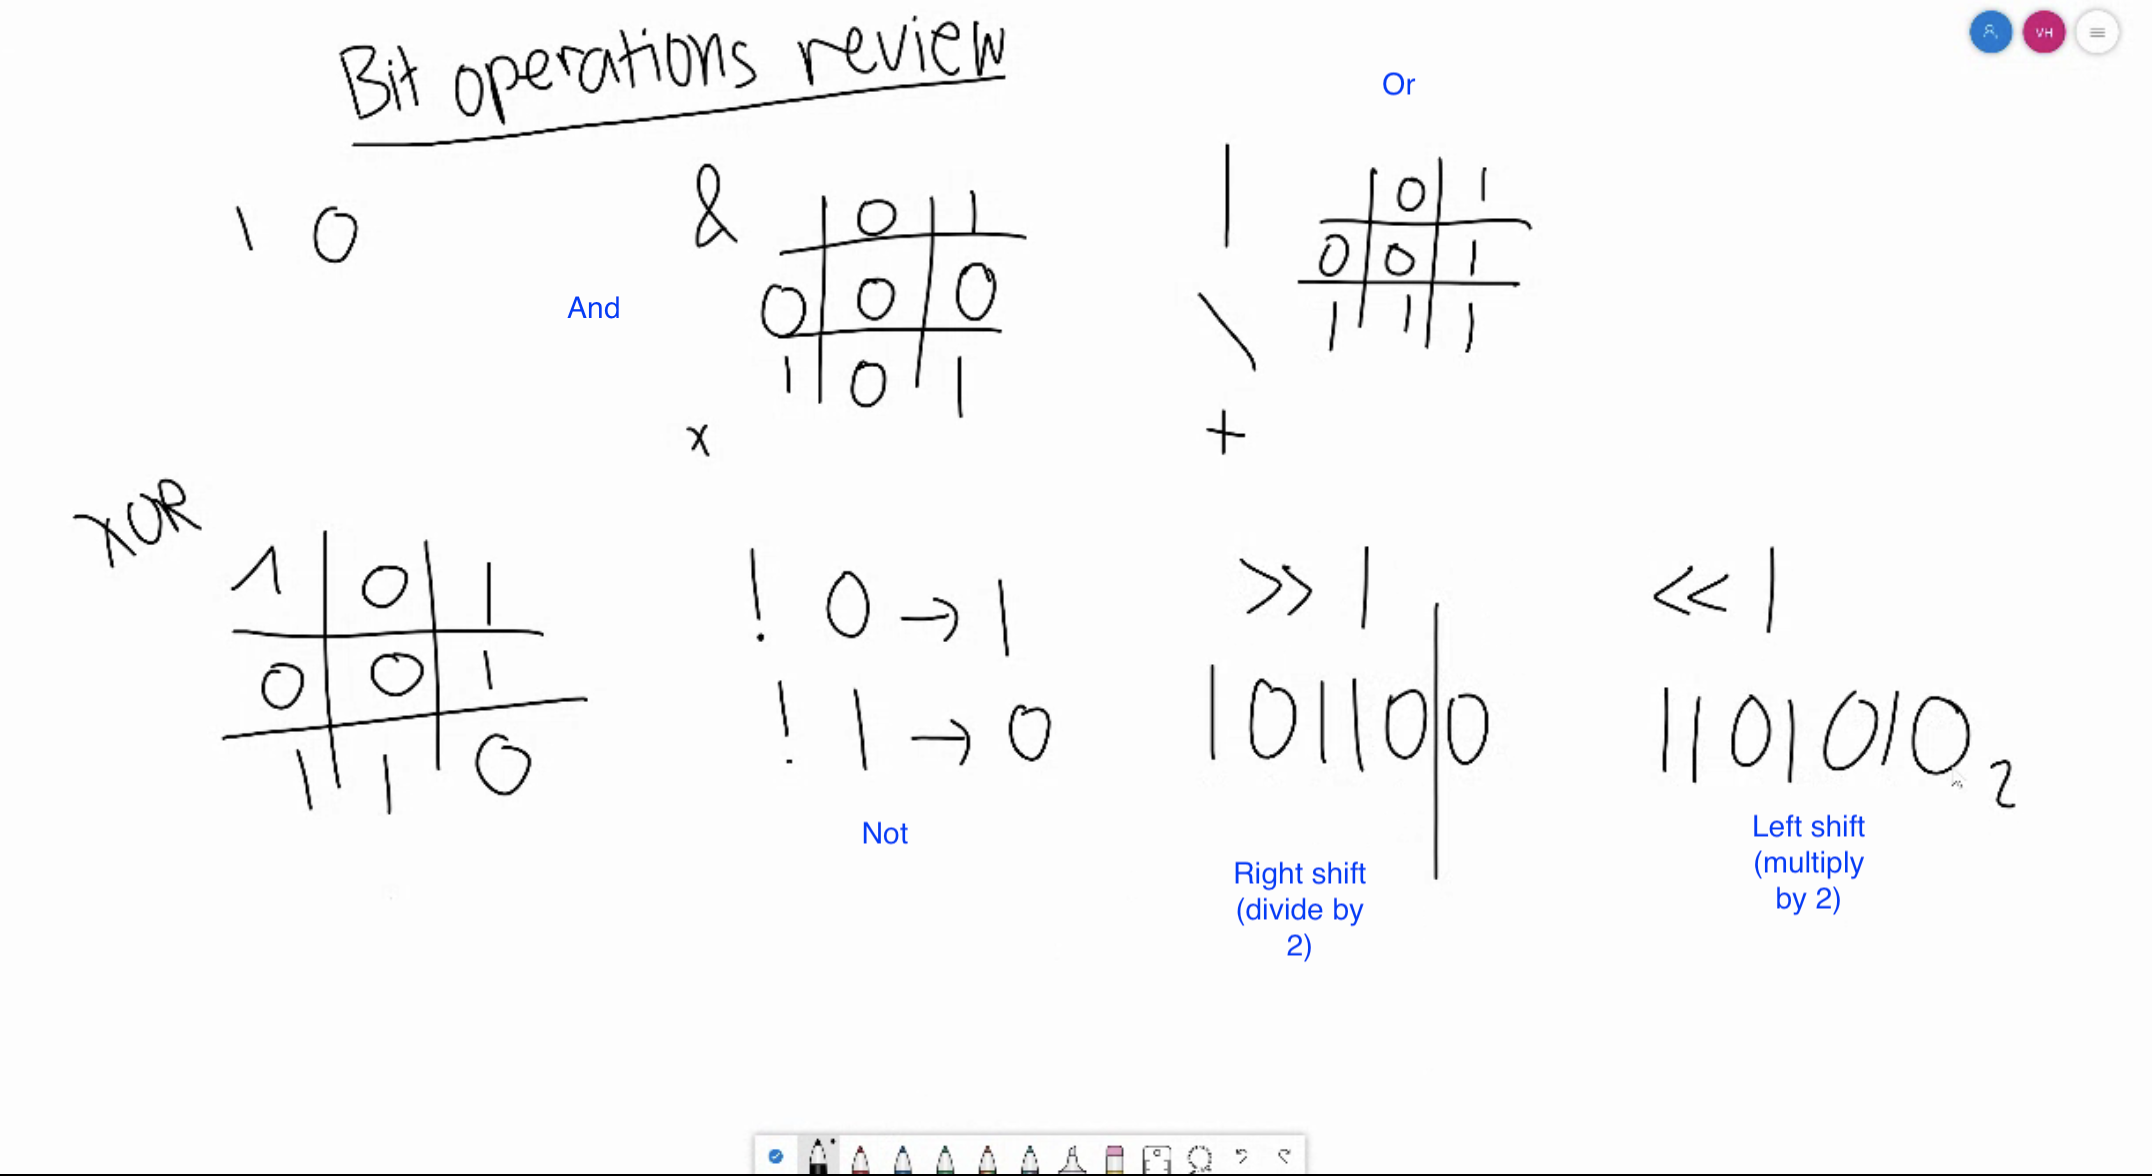 Bit operations review
VH
Or
1 0
And
& 0 1
0 0 0
1 0 1
x
| 0 1
0 0 1
1 1 1
\
+
XOR
^ 0 1
0 0 1
1 1 0
! 0 → 1
! 1 → 0
Not
>> 1
101100|0
Right shift
(divide by
2)
<< 1
11010102
Left shift
(multiply
by 2)